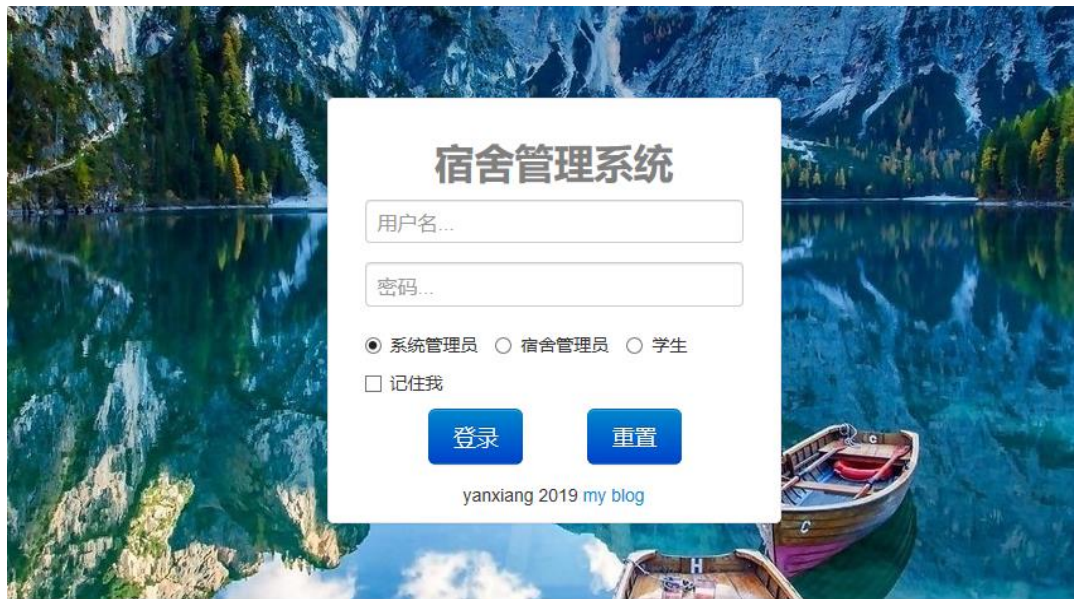 宿舍管理系统
用户名...
密码...
系统管理员 宿舍管理员 学生
记住我
登录 重置
yanxiang 2019 my blog
C
C
H